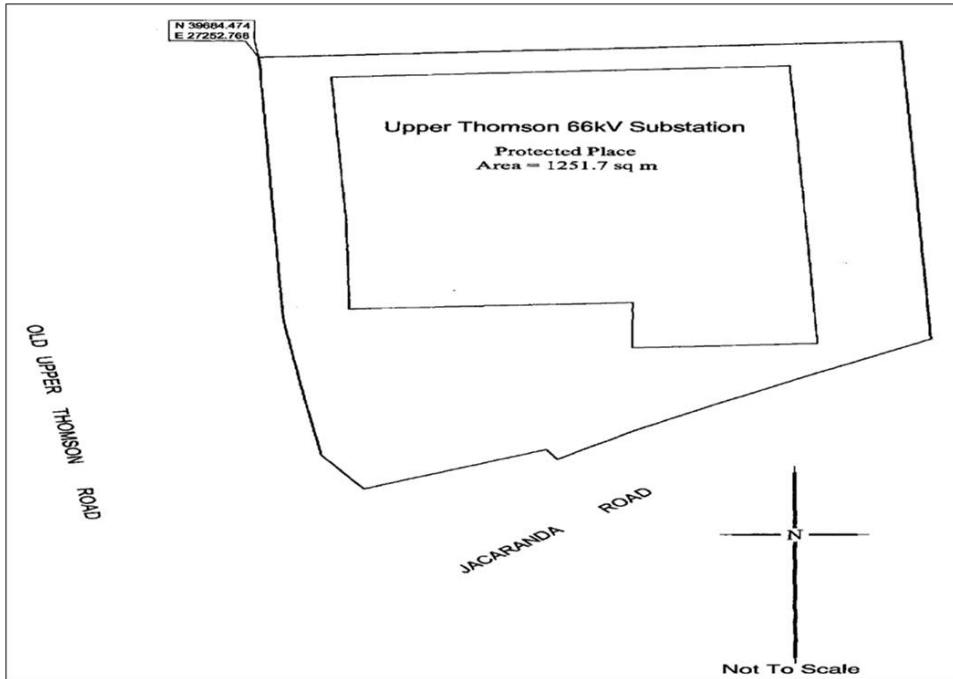 N 39684.474
E 27252.768
Upper Thomson 66kV Substation
Protected Place
Area = 1251.7 sq m
OLD UPPER THOMSON ROAD
JACARANDA ROAD
N
Not To Scale